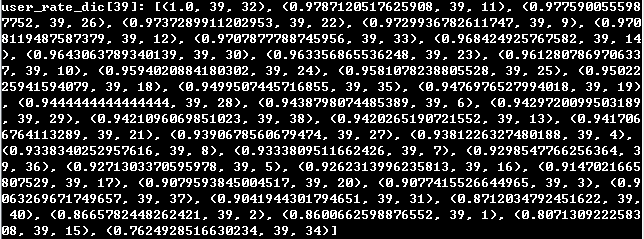 user_rate_dic[39]: [(1.0, 39, 32), (0.9787120517625908, 39, 11), (0.977590055598
7752, 39, 26), (0.9737289911202953, 39, 22), (0.9729936782611747, 39, 9), (0.970
8119487587379, 39, 12), (0.9707877788745956, 39, 33), (0.968424925767582, 39, 14
), (0.9643063789340139, 39, 30), (0.963356865536248, 39, 23), (0.961280786970633
7, 39, 10), (0.9594020884180302, 39, 24), (0.9581078238805528, 39, 25), (0.95022
25941594079, 39, 18), (0.9499507445716855, 39, 35), (0.9476976527994018, 39, 19)
, (0.9444444444444444, 39, 28), (0.9438798074485389, 39, 6), (0.9429720099503189
, 39, 29), (0.9421096069851023, 39, 38), (0.9420265190721552, 39, 13), (0.941706
6764113289, 39, 21), (0.9390678560679474, 39, 27), (0.9381226327480188, 39, 4),
(0.9338340252957616, 39, 8), (0.9333809511662426, 39, 7), (0.9298547766256364, 3
9, 36), (0.9271303370595978, 39, 5), (0.9262313996235813, 39, 16), (0.9147021665
807529, 39, 17), (0.9079593845004517, 39, 20), (0.9077415526644965, 39, 3), (0.9
063269671749657, 39, 37), (0.9041944301794651, 39, 31), (0.8712034792451622, 39,
 40), (0.8665782448262421, 39, 2), (0.8600662598876552, 39, 1), (0.8071309222583
08, 39, 15), (0.7624928516630234, 39, 34)]